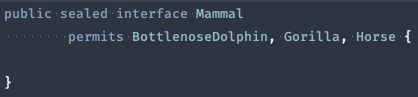 public sealed interface Mammal
        permits BottlenoseDolphin, Gorilla, Horse {
}